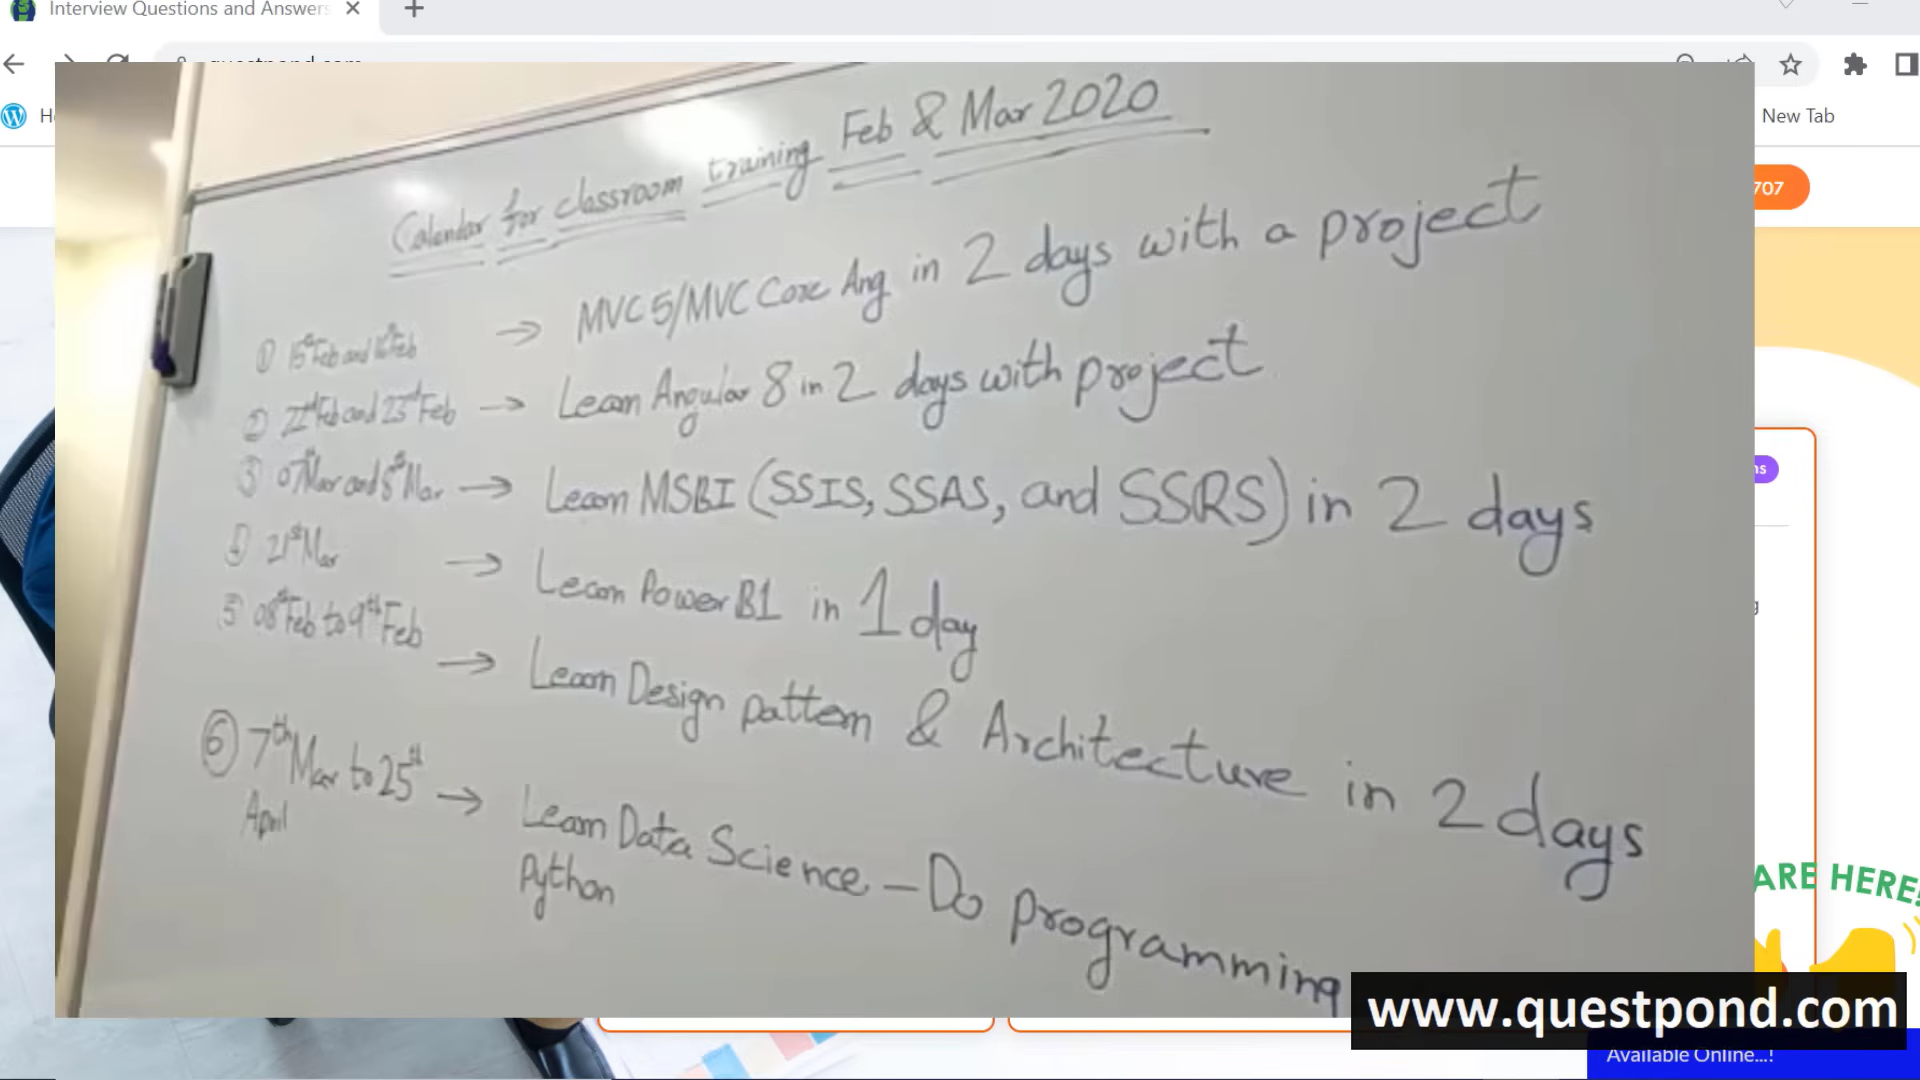 Interview Questions and Answers
New Tab
707
Calendar for classroom training Feb & Mar 2020
① 15th Feb and 16th Feb → MVC5/MVC Core Ang in 2 days with a project
② 22nd Feb and 23rd Feb → Learn Angular 8 in 2 days with project
③ 07th Mar and 8th Mar → Learn MSBI (SSIS, SSAS, and SSRS) in 2 days
④ 21st Mar → Learn Power BI in 1 day
⑤ 08th Feb to 9th Feb → Learn Design pattern & Architecture in 2 days
⑥ 7th Mar to 25th April → Learn Data Science - Do programming
Python
ARE HERE!
www.questpond.com
Available Online...!